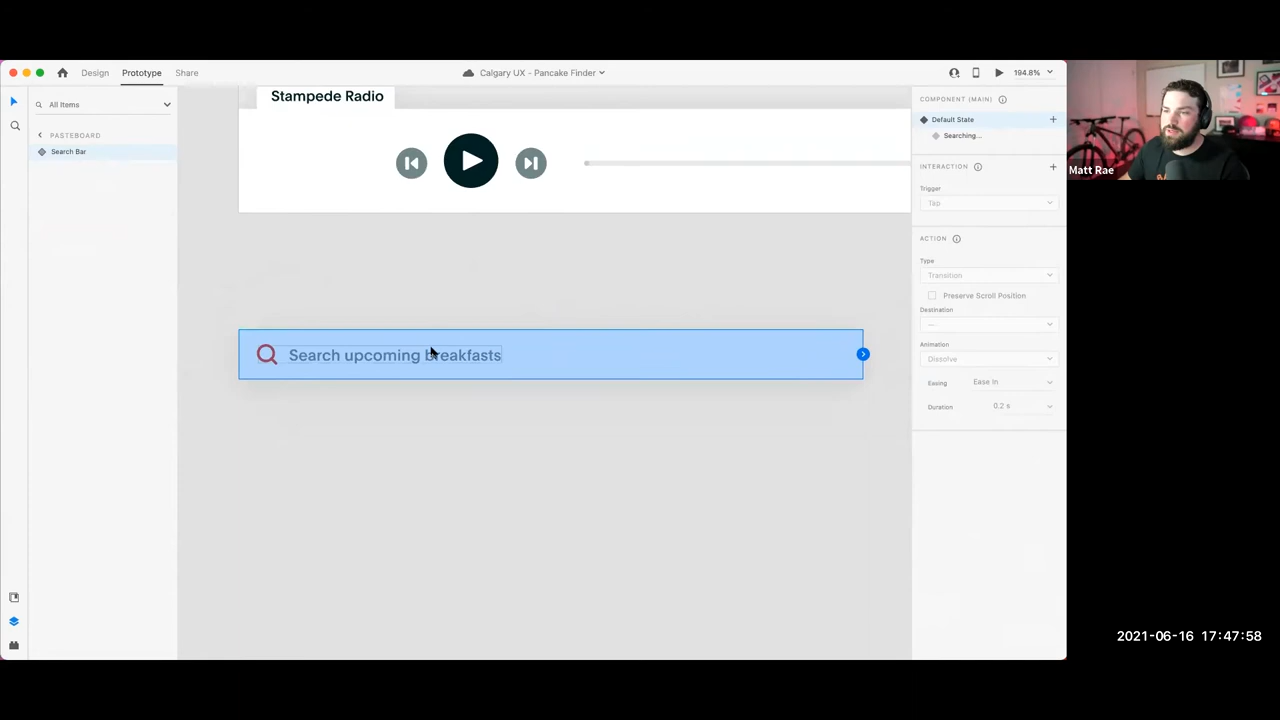 Design Prototype Share
Calgary UX - Pancake Finder
194.8%
All Items
PASTEBOARD
Search Bar
Stampede Radio
Search upcoming breakfasts
COMPONENT (MAIN)
Default State
Searching...
INTERACTION
Trigger
Tap
ACTION
Type
Transition
Preserve Scroll Position
Destination
—
Animation
Dissolve
Easing Ease In
Duration 0.2 s
Matt Rae
2021-06-16 17:47:58